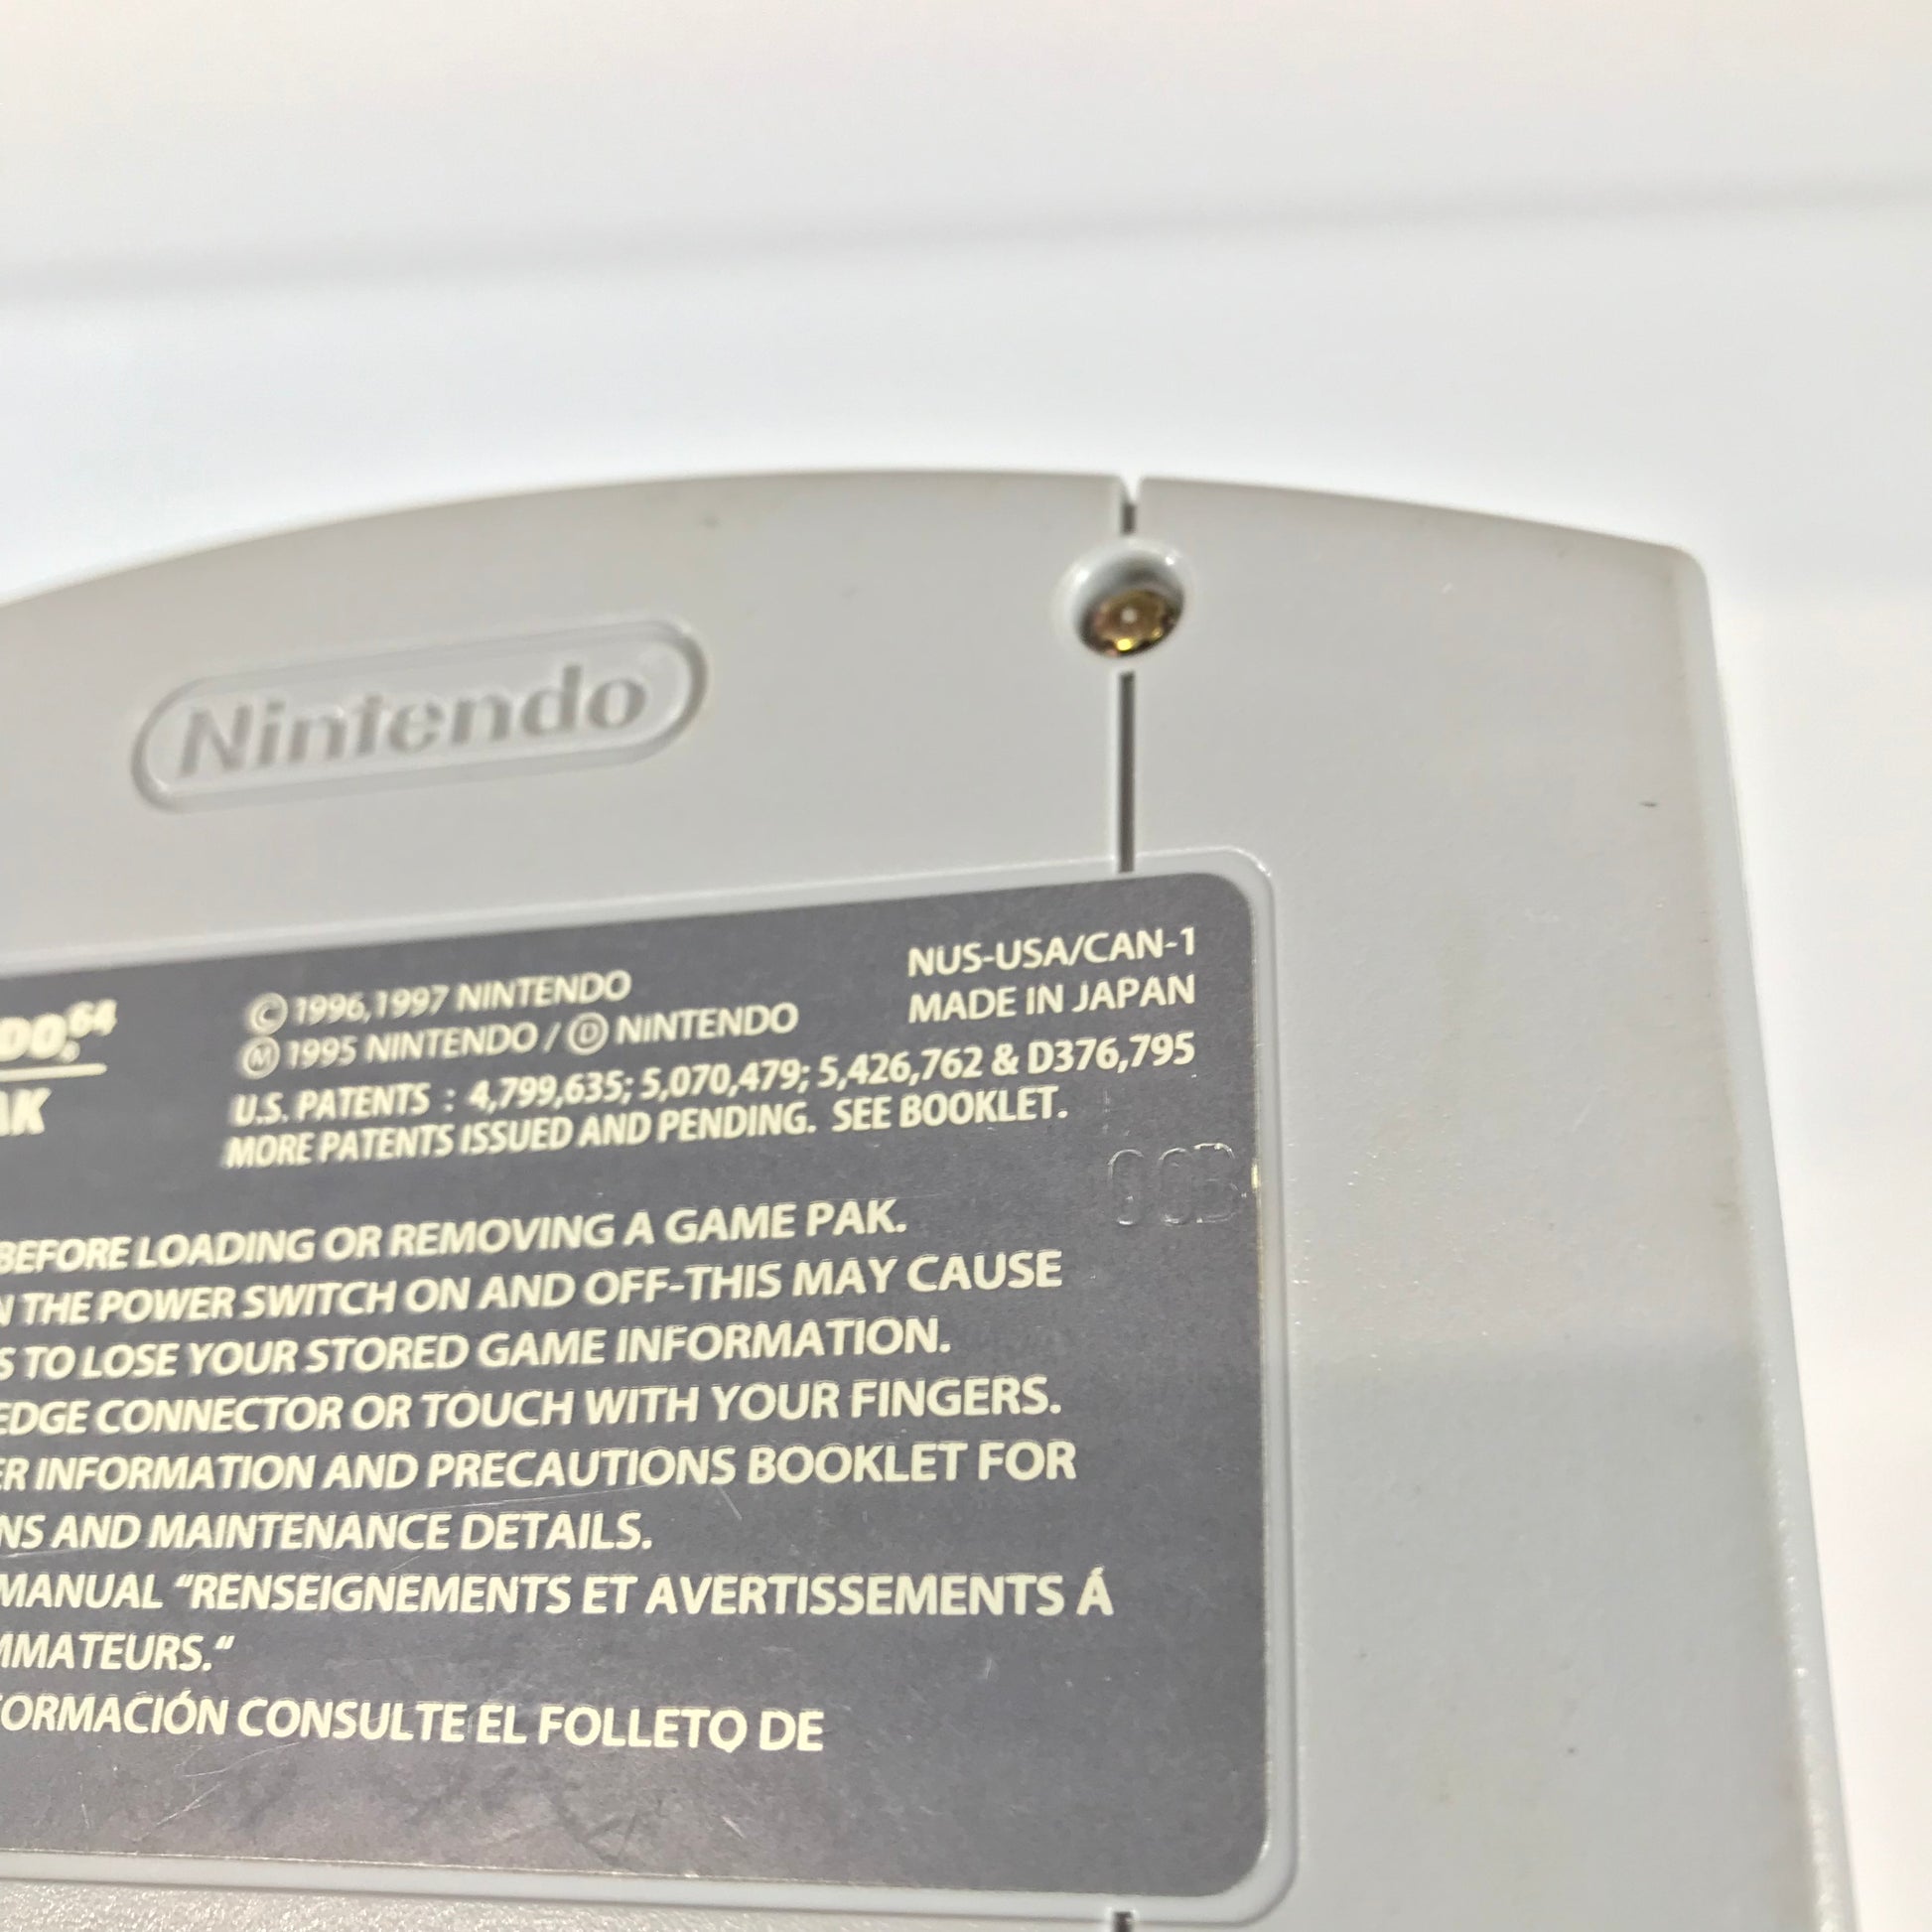 Nintendo
NUS-USA/CAN-1
© 1996,1997 NINTENDO
MADE IN JAPAN
64
Ⓜ 1995 NINTENDO / Ⓓ NINTENDO
U.S. PATENTS : 4,799,635; 5,070,479; 5,426,762 & D376,795
MORE PATENTS ISSUED AND PENDING. SEE BOOKLET.
00B
BEFORE LOADING OR REMOVING A GAME PAK.
THE POWER SWITCH ON AND OFF-THIS MAY CAUSE
TO LOSE YOUR STORED GAME INFORMATION.
EDGE CONNECTOR OR TOUCH WITH YOUR FINGERS.
INFORMATION AND PRECAUTIONS BOOKLET FOR
AND MAINTENANCE DETAILS.
MANUAL “RENSEIGNEMENTS ET AVERTISSEMENTS Á
MMATEURS.“
FORMACIÓN CONSULTE EL FOLLETO DE